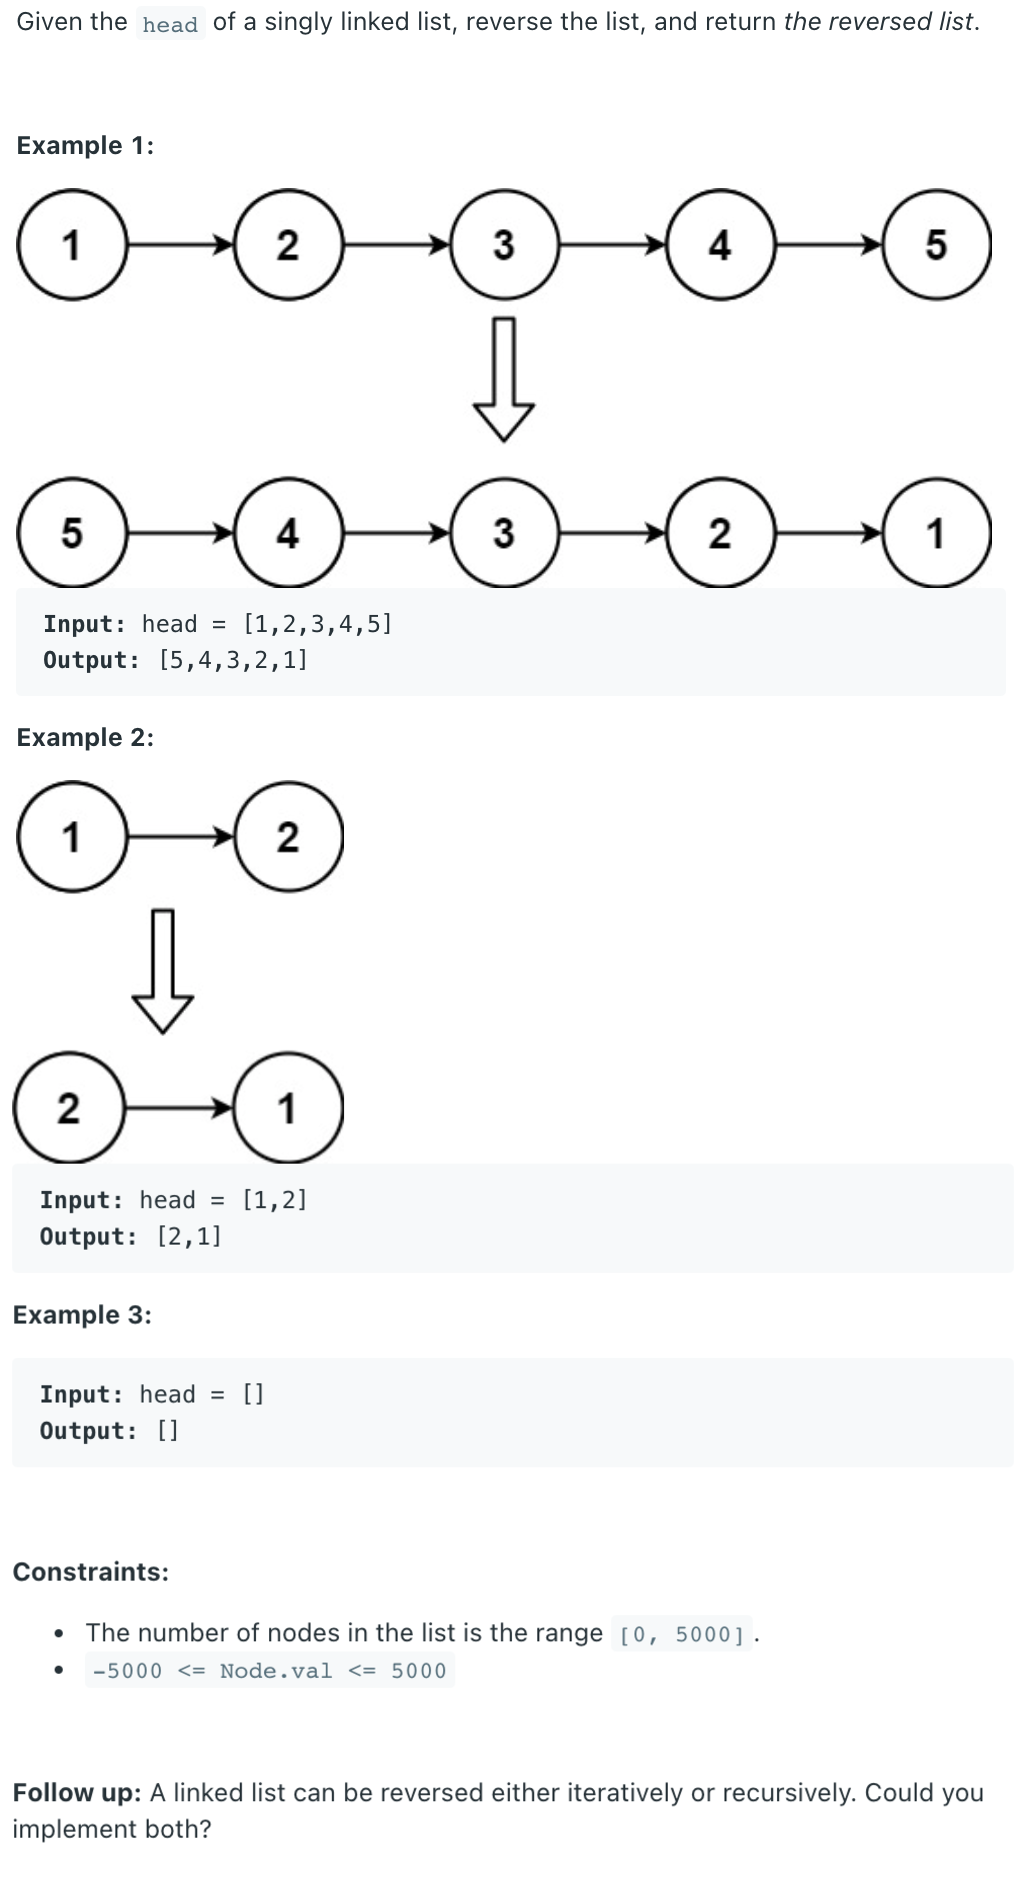 Given the head of a singly linked list, reverse the list, and return the reversed list.
Example 1:
1 2 3 4 5
5 4 3 2 1
Input: head = [1,2,3,4,5]
Output: [5,4,3,2,1]
Example 2:
1 2
2 1
Input: head = [1,2]
Output: [2,1]
Example 3:
Input: head = []
Output: []
Constraints:
• The number of nodes in the list is the range [0, 5000].
• -5000 <= Node.val <= 5000
Follow up: A linked list can be reversed either iteratively or recursively. Could you
implement both?